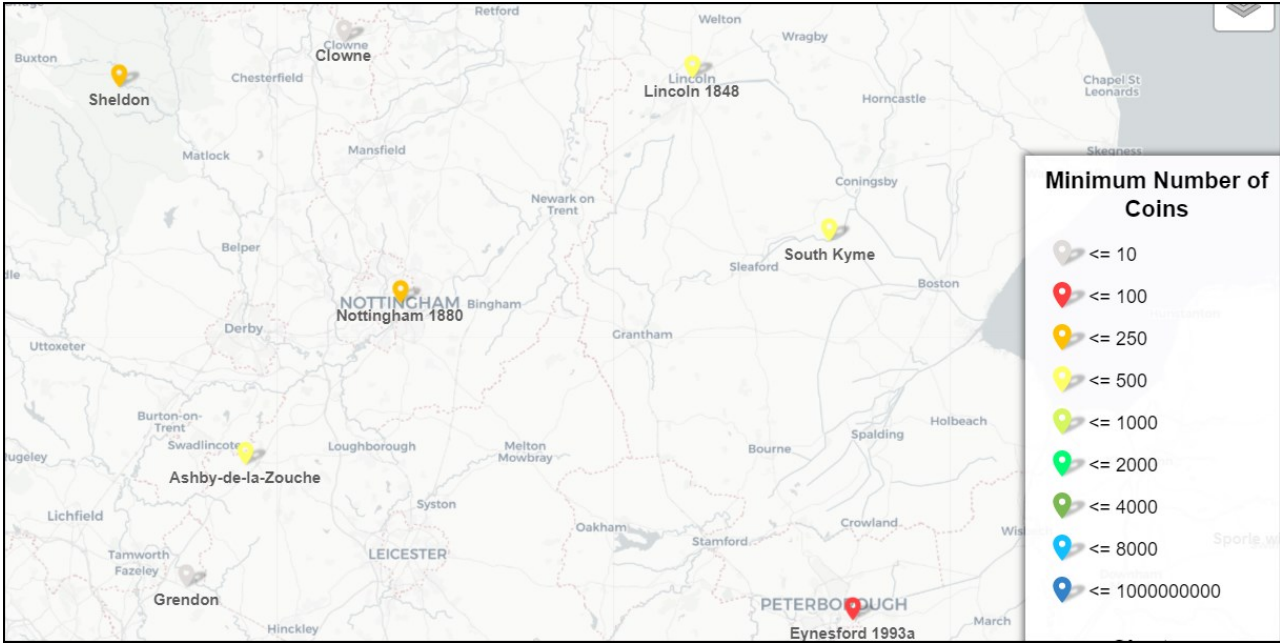 Retford
Welton
Wragby
Clowne
Clowne
Buxton
Chesterfield
Sheldon
Lincoln
Lincoln 1848
Horncastle
Chapel St
Leonards
Matlock
Mansfield
Skegness
Coningsby
Newark on
Trent
Belper
South Kyme
Sleaford
Boston
NOTTINGHAM
Nottingham 1880
Bingham
Derby
Grantham
Uttoxeter
Burton-on-
Trent
Swadlincote
Loughborough
Melton
Mowbray
Bourne
Spalding
Holbeach
Ashby-de-la-Zouche
Syston
Lichfield
Oakham
Stamford
Crowland
Tamworth
Fazeley
LEICESTER
Grendon
Hinckley
PETERBOROUGH
Eynesford 1993a
March
Minimum Number of
Coins
<= 10
<= 100
<= 250
<= 500
<= 1000
<= 2000
<= 4000
<= 8000
<= 1000000000